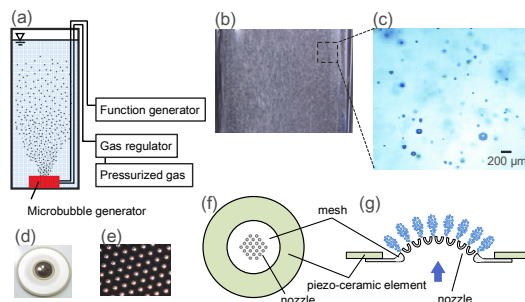 (a)
Function generator
Gas regulator
Pressurized gas
Microbubble generator
(b)
(c)
200 µm
(d)
(e)
(f)
mesh
(g)
piezo-ceramic element
nozzle
nozzle